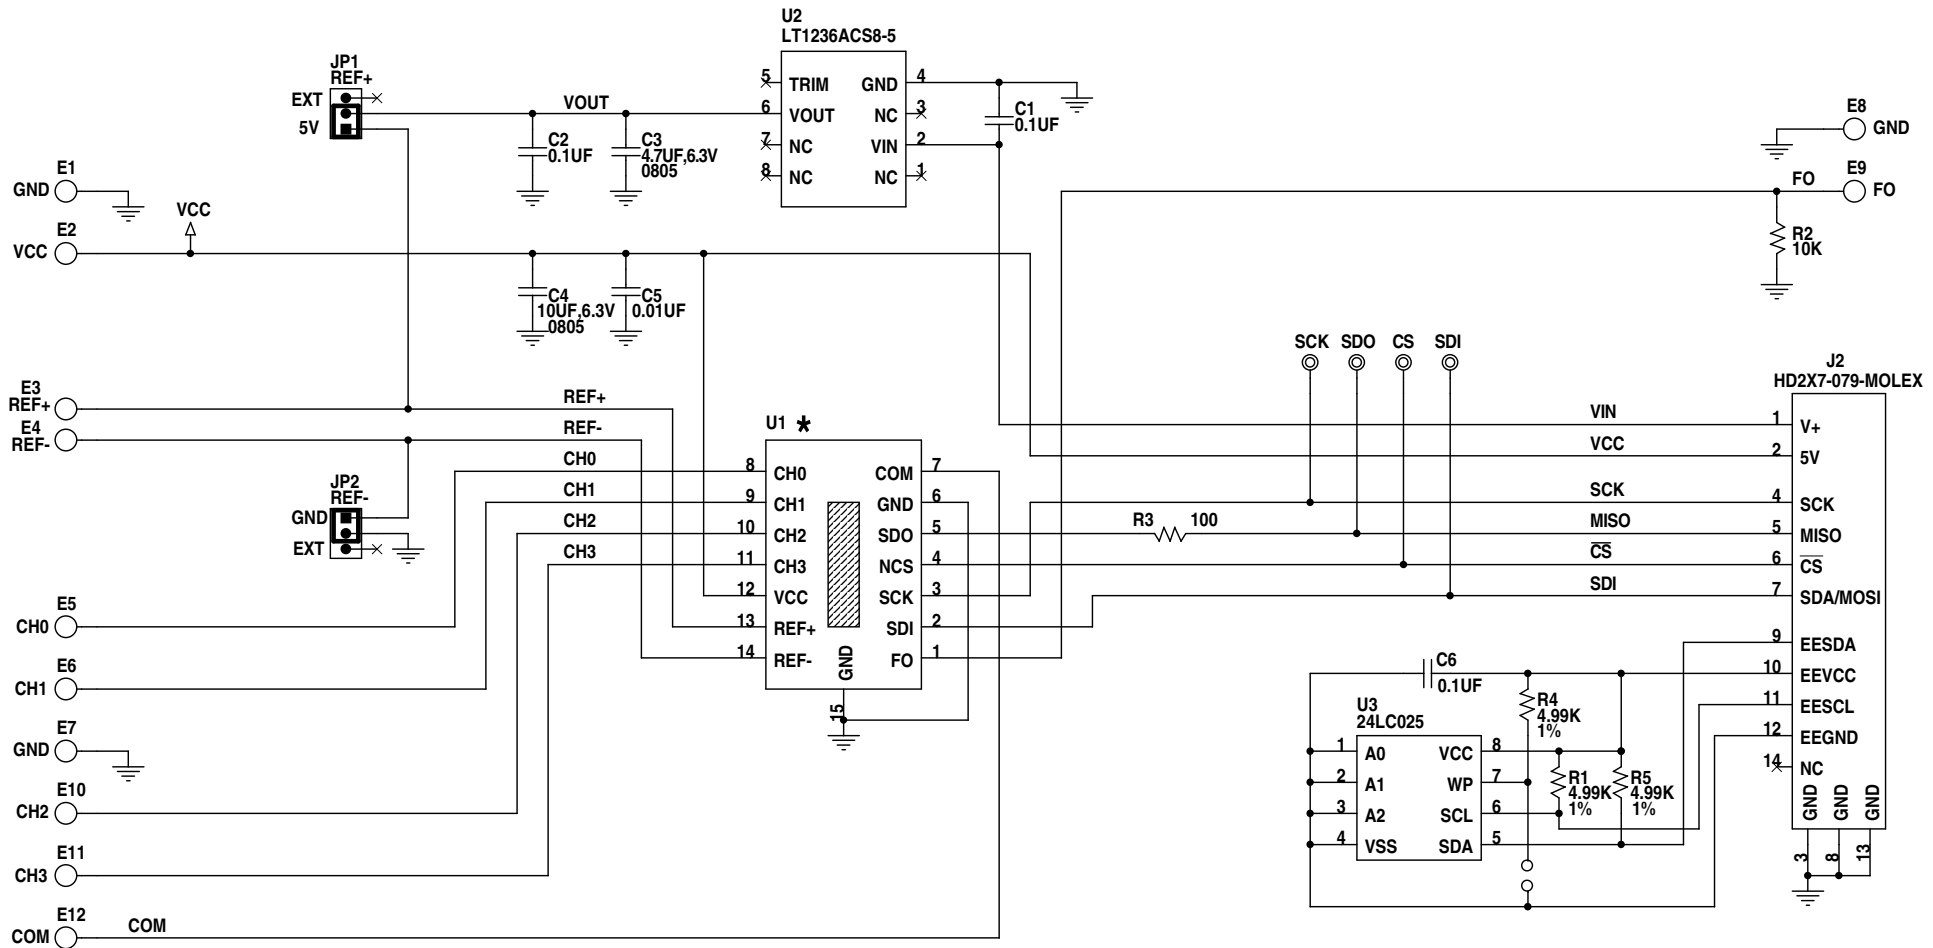 U2
LT1236ACS8-5
5 TRIM
6 VOUT
7 NC
8 NC
GND 4
NC 3
VIN 2
NC 1
JP1
REF+
EXT
5V
VOUT
C2
0.1UF
C3
4.7UF,6.3V
0805
C1
0.1UF
E8
GND
E9
FO
FO
R2
10K
E1
GND
E2
VCC
VCC
C4
10UF,6.3V
0805
C5
0.01UF
E3
REF+
E4
REF-
REF+
REF-
CH0
CH1
CH2
CH3
JP2
REF-
GND
EXT
U1 *
8 CH0
9 CH1
10 CH2
11 CH3
12 VCC
13 REF+
14 REF-
COM 7
GND 6
SDO 5
NCS 4
SCK 3
SDI 2
FO 1
GND
15
SCK SDO CS SDI
R3 100
VIN
VCC
SCK
MISO
CS
SDI
J2
HD2X7-079-MOLEX
1 V+
2 5V
4 SCK
5 MISO
6 CS
7 SDA/MOSI
9 EESDA
10 EEVCC
11 EESCL
12 EEGND
14 NC
GND GND GND
3 8 13
C6
0.1UF
R4
4.99K
1%
U3
24LC025
1 A0
2 A1
3 A2
4 VSS
VCC 8
WP 7
SCL 6
SDA 5
R1
4.99K
1%
R5
4.99K
1%
E5
CH0
E6
CH1
E7
GND
E10
CH2
E11
CH3
E12
COM
COM